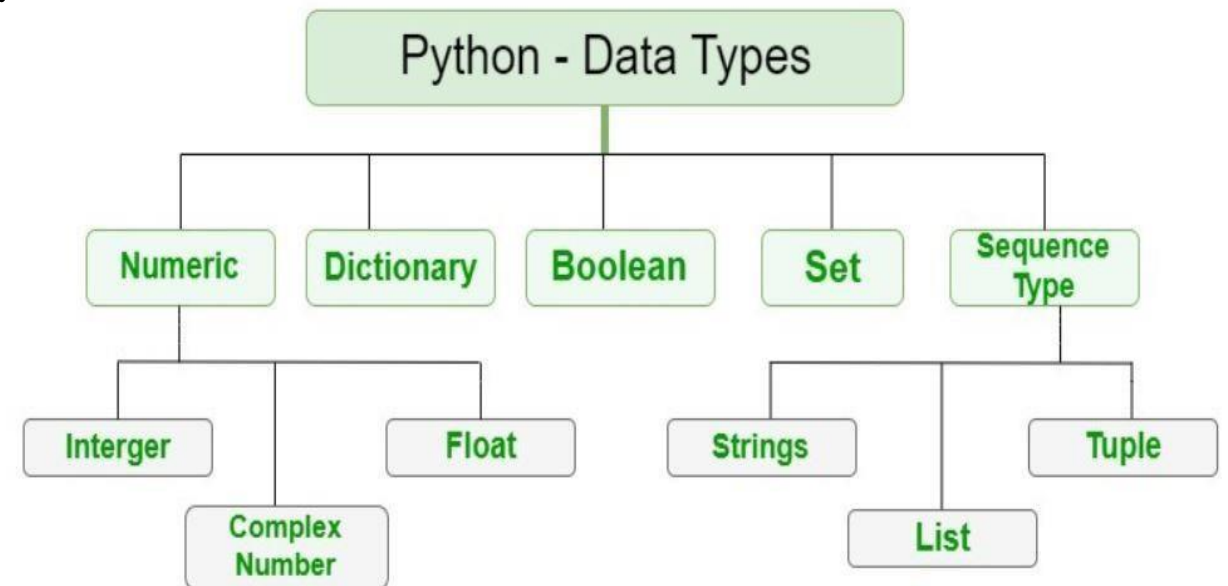 Python - Data Types
Numeric
Dictionary
Boolean
Set
Sequence
Type
Interger
Float
Strings
Tuple
Complex
Number
List